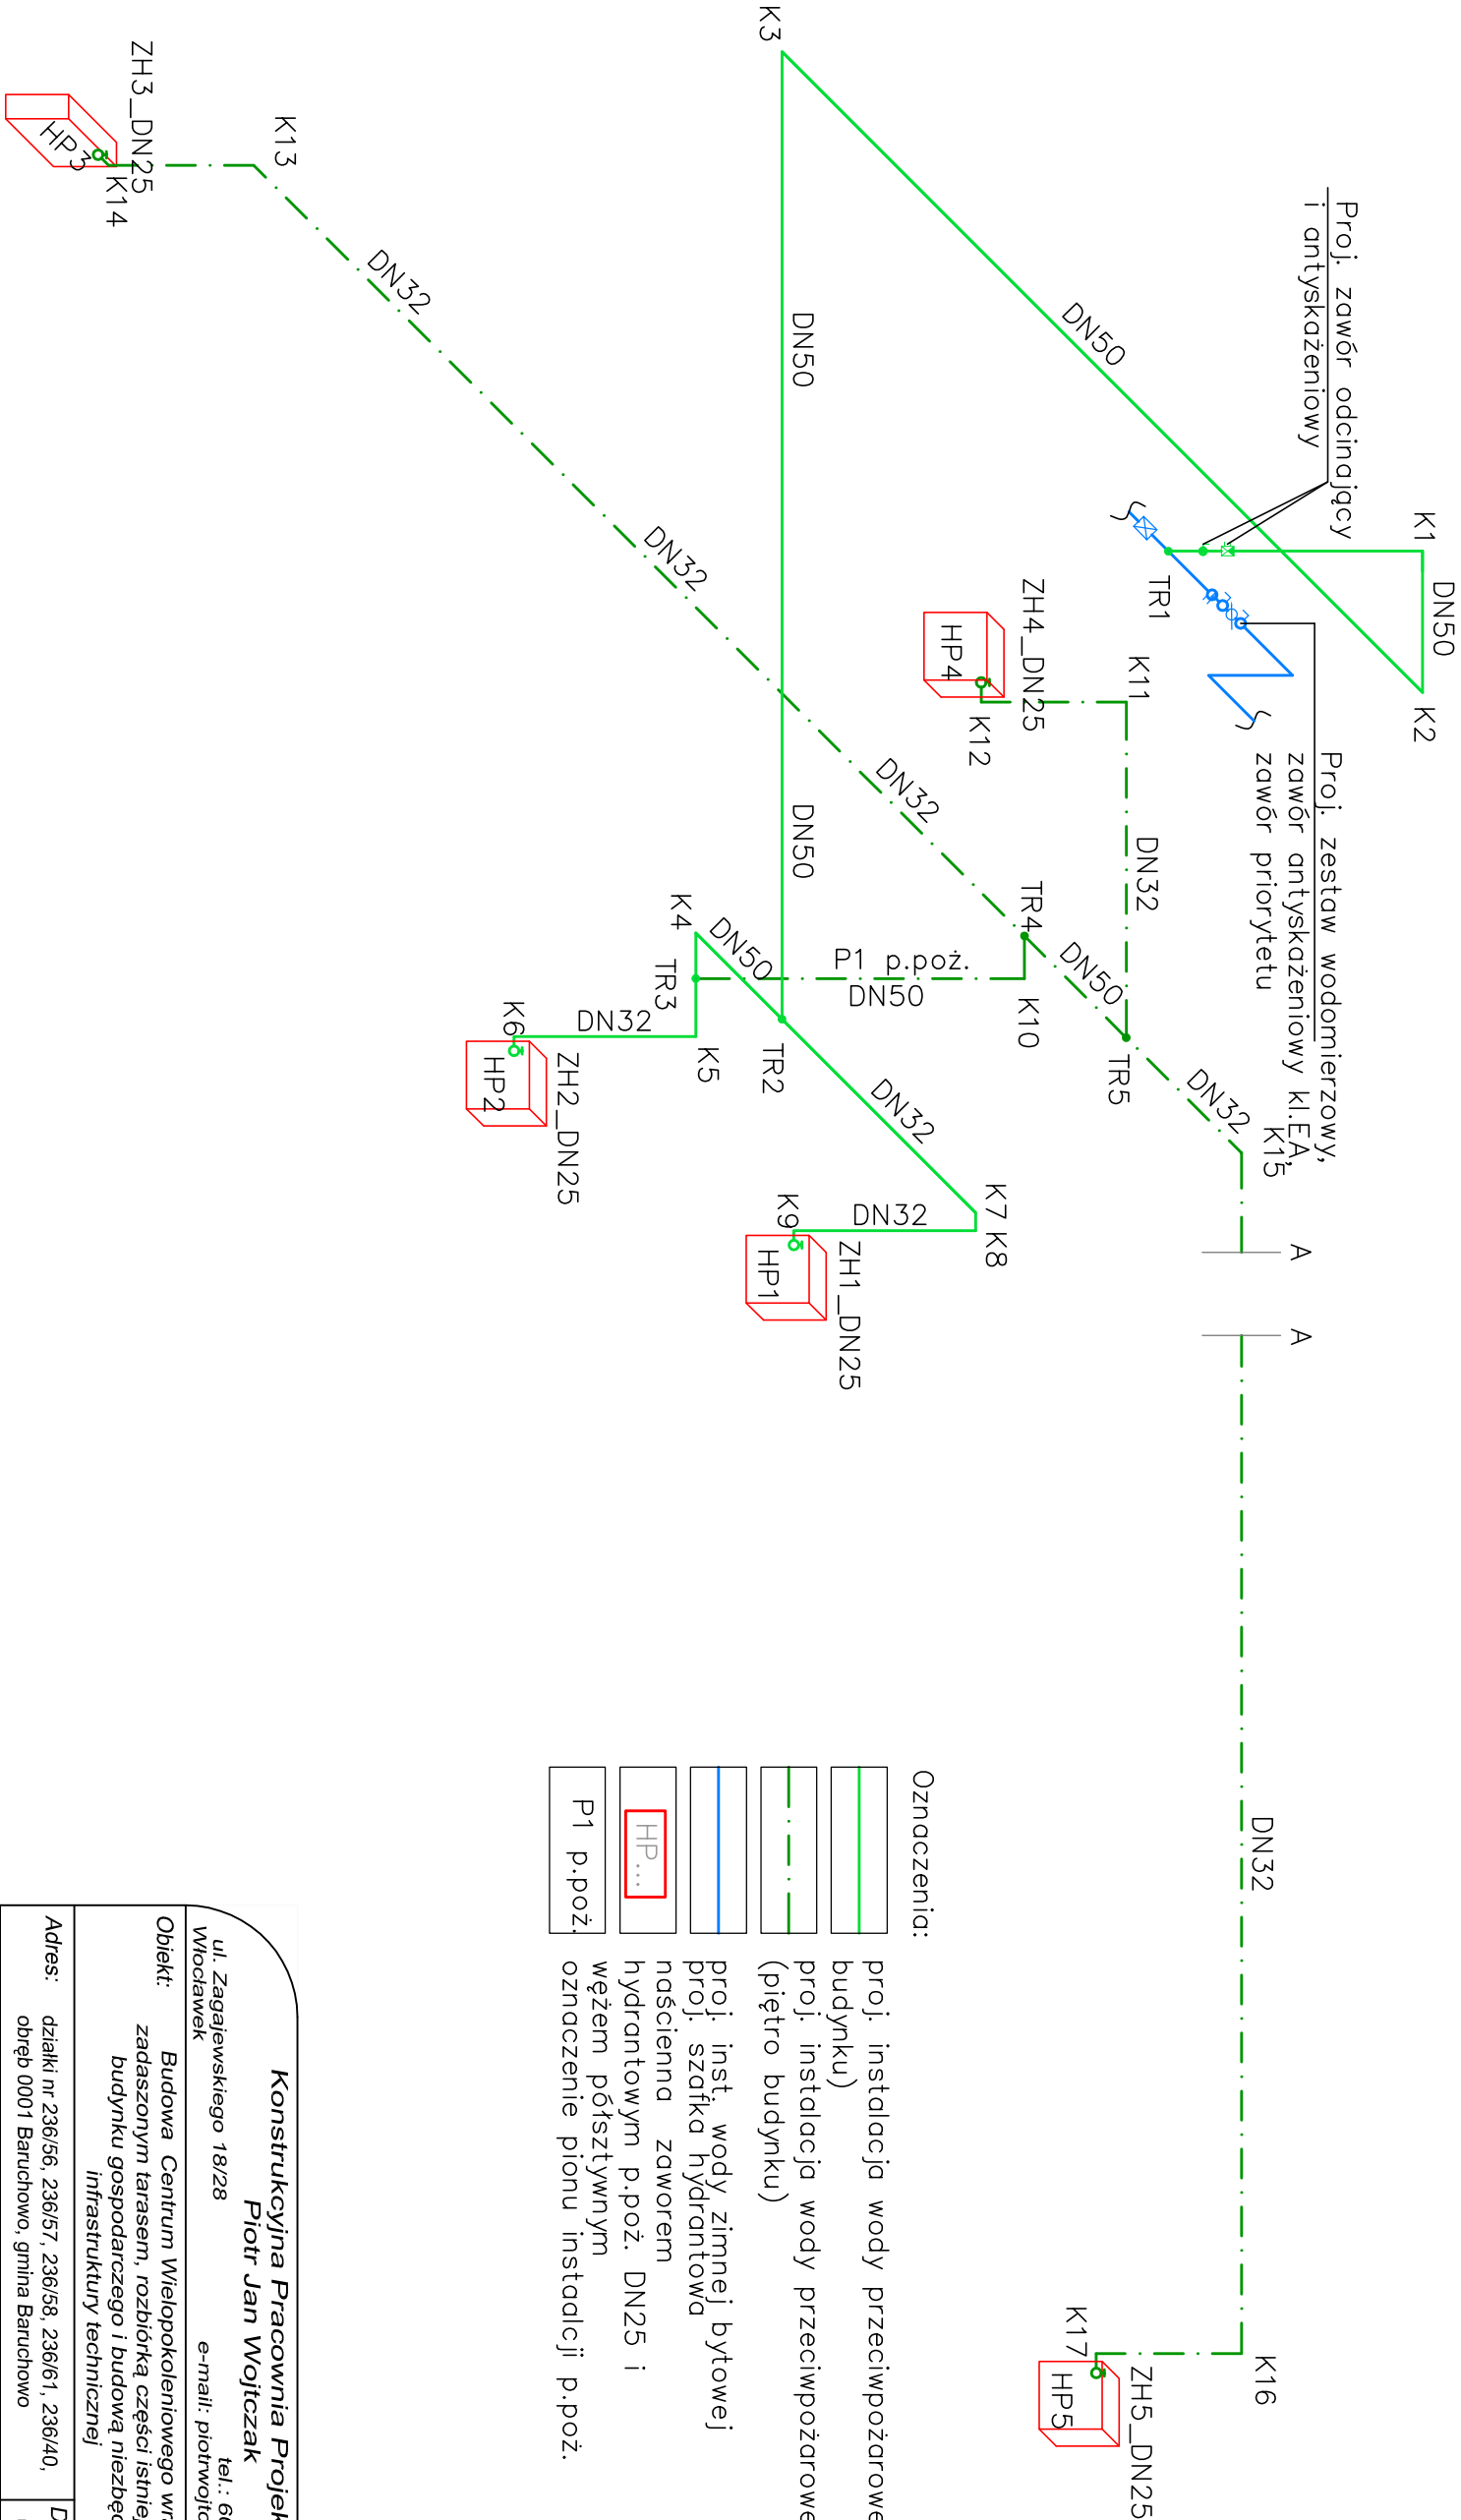 K3
ZH3_DN25
HP3
K14
K13
DN32
DN32
DN32
DN50
DN50
DN50
Proj. zawór odcinający
i antyskażeniowy
K1
DN50
K2
TR1
ZH4_DN25
HP4
K12
K11
DN32
Proj. zestaw wodomierzowy,
zawór antyskażeniowy kl.EA,
zawór priorytetu
TR4
K10
DN50
TR5
DN32
K15
P1 p.poż.
DN50
K4
DN50
TR3
K5
TR2
K6
DN32
HP2
ZH2_DN25
DN32
K7 K8
K9
DN32
HP1
ZH1_DN25
A
A
DN32
K16
K17
HP5
ZH5_DN25
Oznaczenia:
proj. instalacja wody przeciwpożarowe
budynku)
proj. instalacja wody przeciwpożarowe
(piętro budynku)
proj. inst. wody zimnej bytowej
HP...
proj. szafka hydrantowa
naścienna zaworem
hydrantowym p.poż. DN25 i
wężem półsztywnym
P1 p.poż.
oznaczenie pionu instaalcji p.poż.
Konstrukcyjna Pracownia Projek
Piotr Jan Wojtczak
ul. Zagajewskiego 18/28
Włocławek
tel.: 6
e-mail: piotrwojtc
Obiekt:
Budowa Centrum Wielopokoleniowego wr
zadaszonym tarasem, rozbiórką części istniej
budynku gospodarczego i budową niezbęd
infrastruktury technicznej
Adres:
działki nr 236/56, 236/57, 236/58, 236/61, 236/40,
obręb 0001 Baruchowo, gmina Baruchowo
D